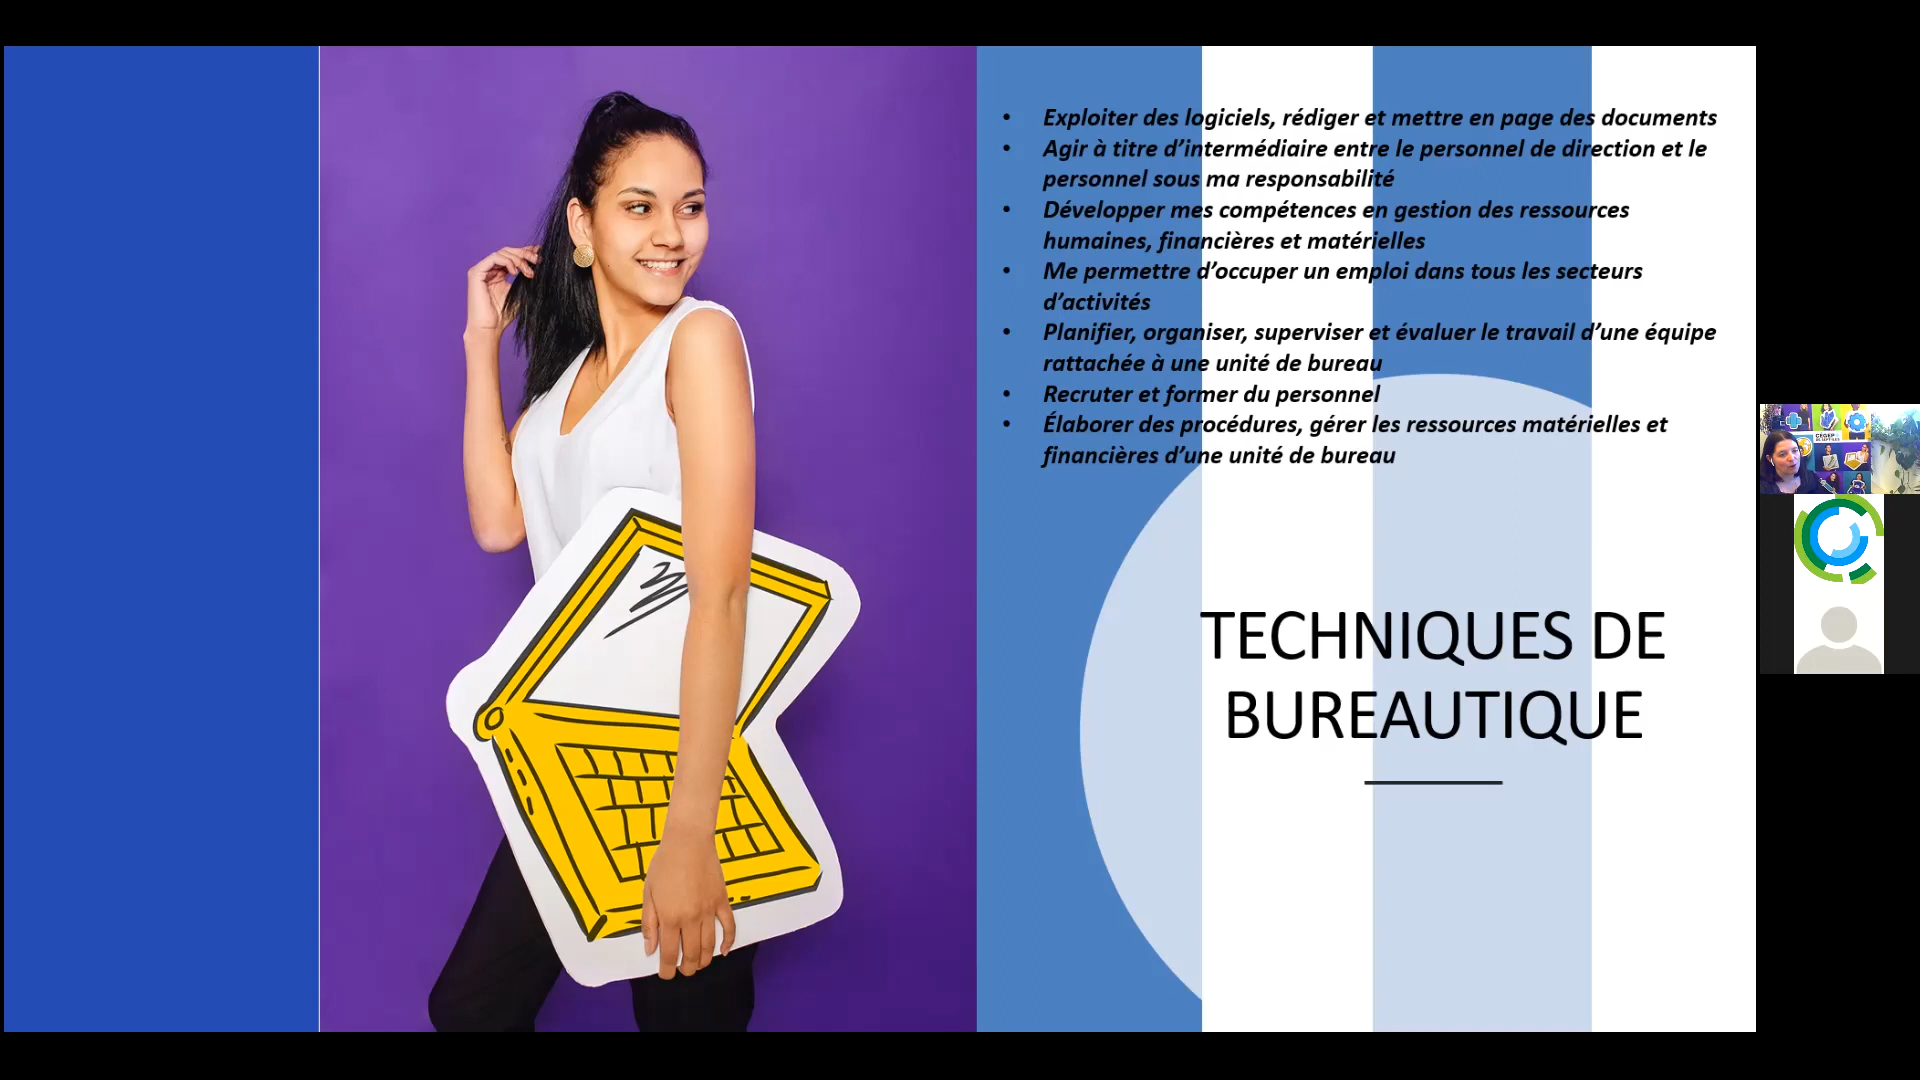 • Exploiter des logiciels, rédiger et mettre en page des documents
• Agir à titre d’intermédiaire entre le personnel de direction et le
personnel sous ma responsabilité
• Développer mes compétences en gestion des ressources
humaines, financières et matérielles
• Me permettre d’occuper un emploi dans tous les secteurs
d’activités
• Planifier, organiser, superviser et évaluer le travail d’une équipe
rattachée à une unité de bureau
• Recruter et former du personnel
• Élaborer des procédures, gérer les ressources matérielles et
financières d’une unité de bureau
TECHNIQUES DE
BUREAUTIQUE
CEGEP